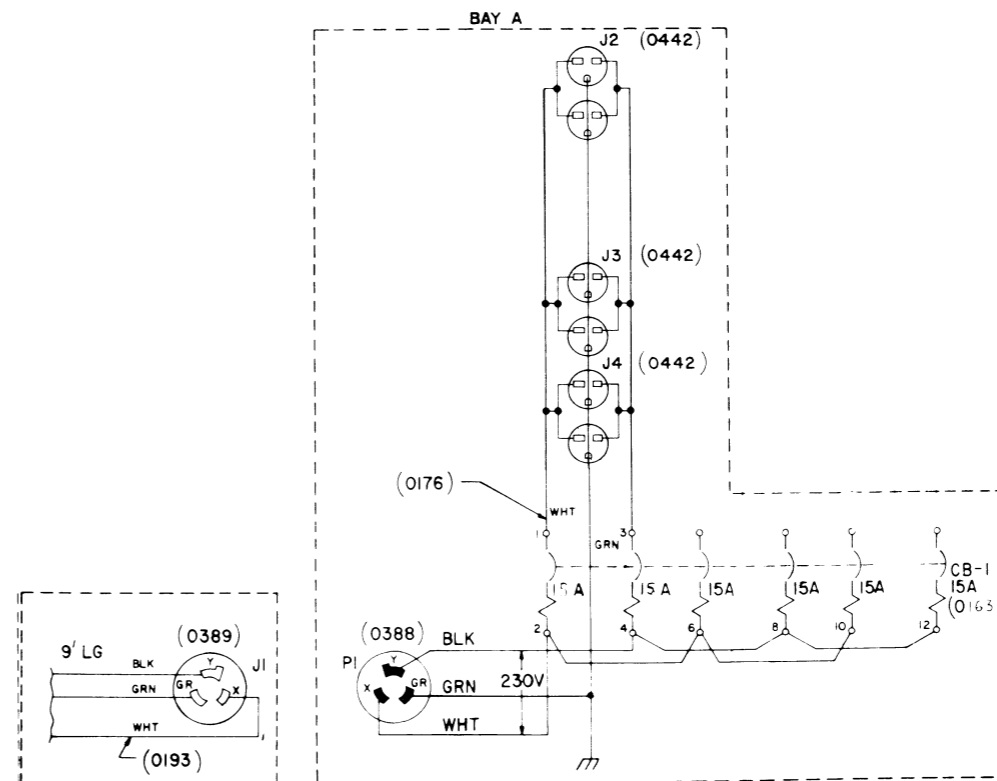 BAY A
J2 (0442)
J3 (0442)
J4 (0442)
(0176)
WHT
1
3
GRN
CB-1
15A
15A
15A
15A
15A
15A
(0163
2
4
6
8
10
12
(0389)
9' LG
BLK
Y
J1
GRN
GR
X
WHT
(0193)
(0388)
P1
Y
BLK
X
GR
GRN
230V
WHT